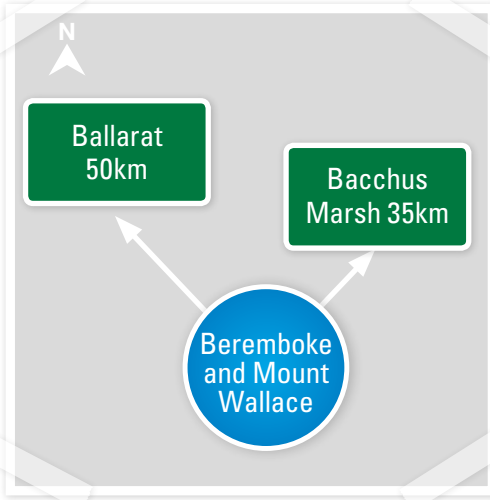 N
Ballarat
50km
Bacchus
Marsh 35km
Beremboke
and Mount
Wallace